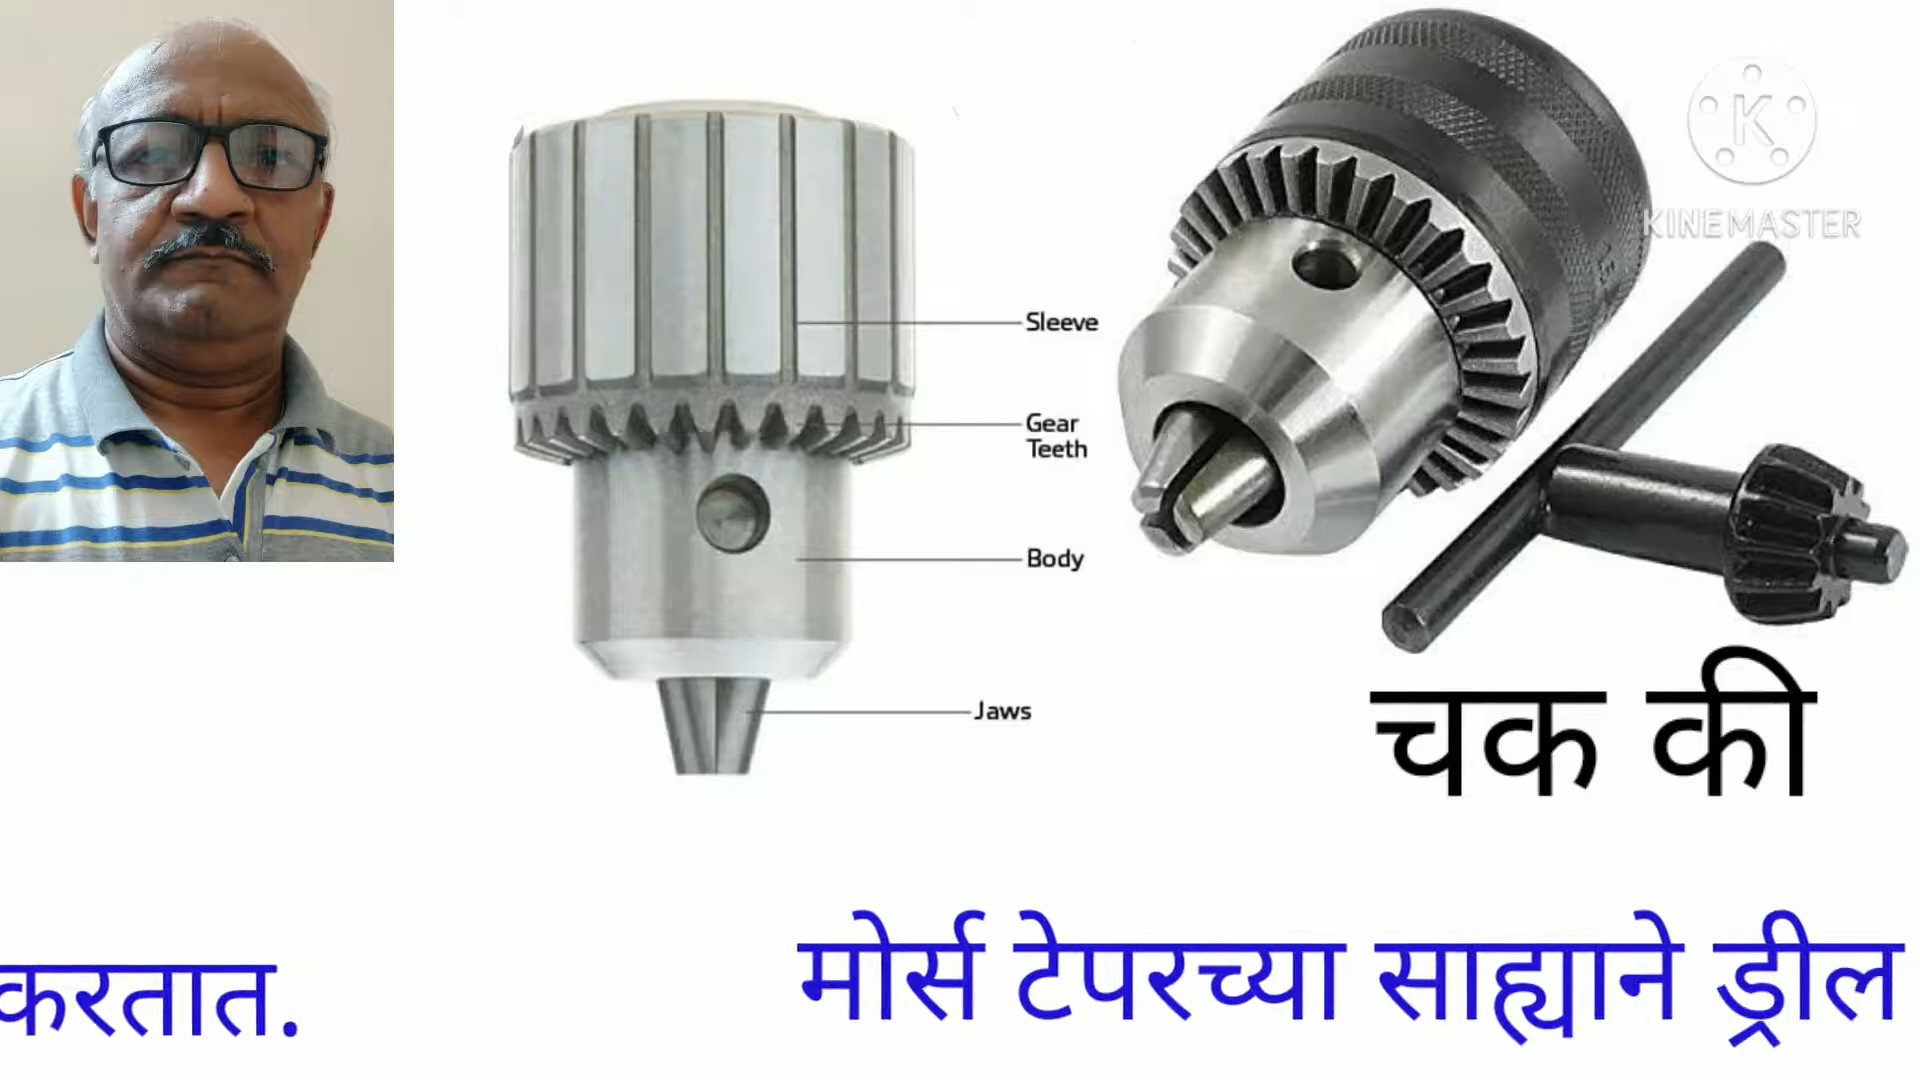 K
KINEMASTER
Sleeve
Gear
Teeth
Body
Jaws
चक की
करतात.
मोर्स टेपरच्या साह्याने ड्रील